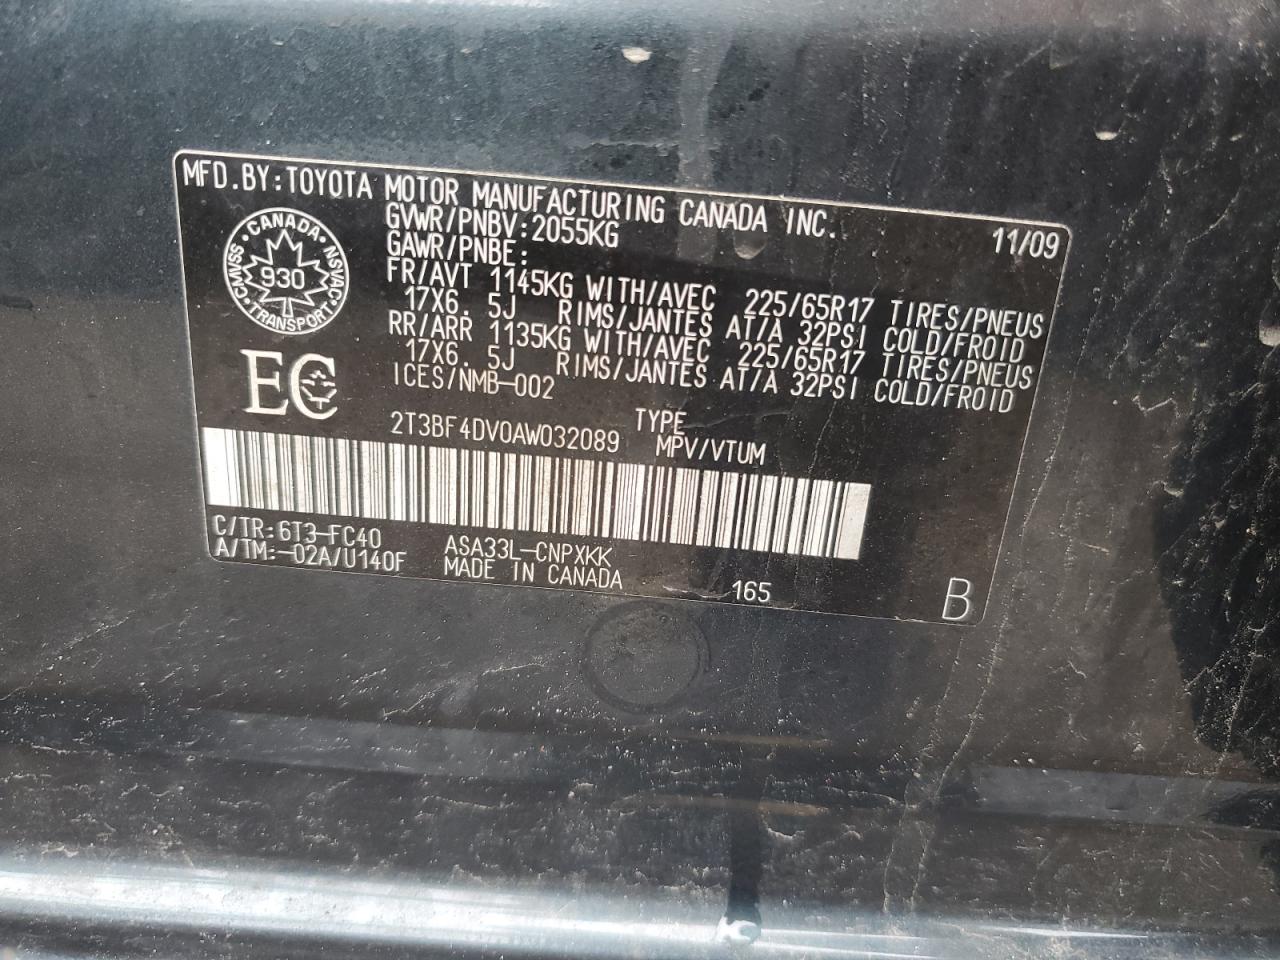 MFD.BY:TOYOTA MOTOR MANUFACTURING CANADA INC. 11/09
GVWR/PNBV:2055KG
GAWR/PNBE:
FR/AVT 1145KG WITH/AVEC 225/65R17 TIRES/PNEUS
17X6. 5J RIMS/JANTES AT/A 32PSI COLD/FROID
RR/ARR 1135KG WITH/AVEC 225/65R17 TIRES/PNEUS
17X6. 5J RIMS/JANTES AT/A 32PSI COLD/FROID
ICES/NMB-002
CANADA
CMVSS 930 NSVAC
TRANSPORT
EC
2T3BF4DV0AW032089 TYPE
MPV/VTUM
C/TR:6T3-FC40 ASA33L-CNPXKK
A/TM:-02A/U140F MADE IN CANADA
165 B